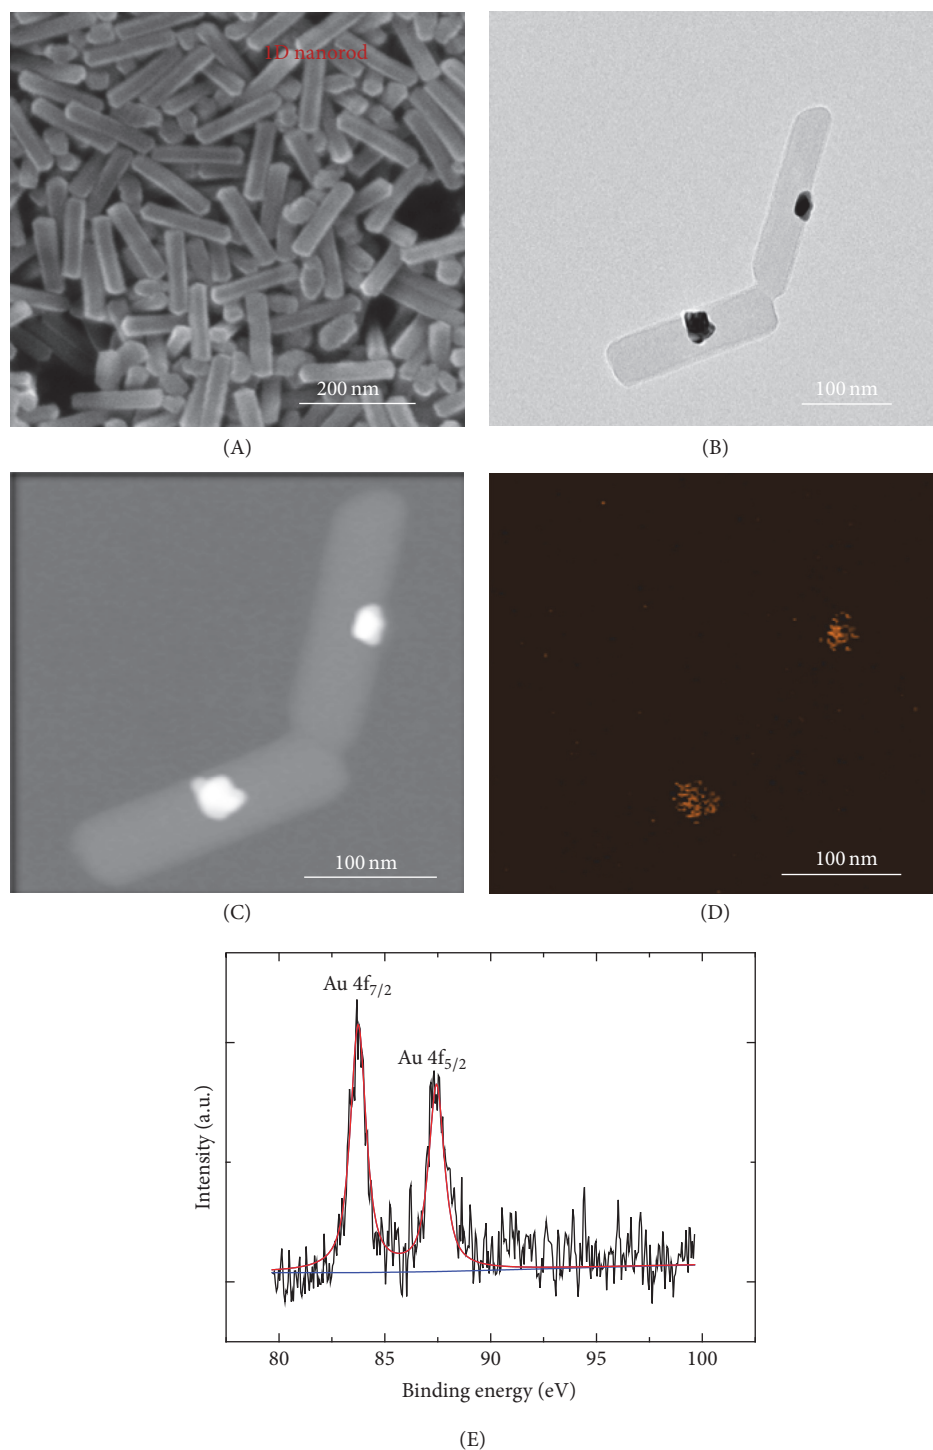 1D nanorod
200 nm
100 nm
(A)
(B)
100 nm
100 nm
(C)
(D)
Au 4f7/2
Au 4f5/2
Intensity (a.u.)
80 85 90 95 100
Binding energy (eV)
(E)